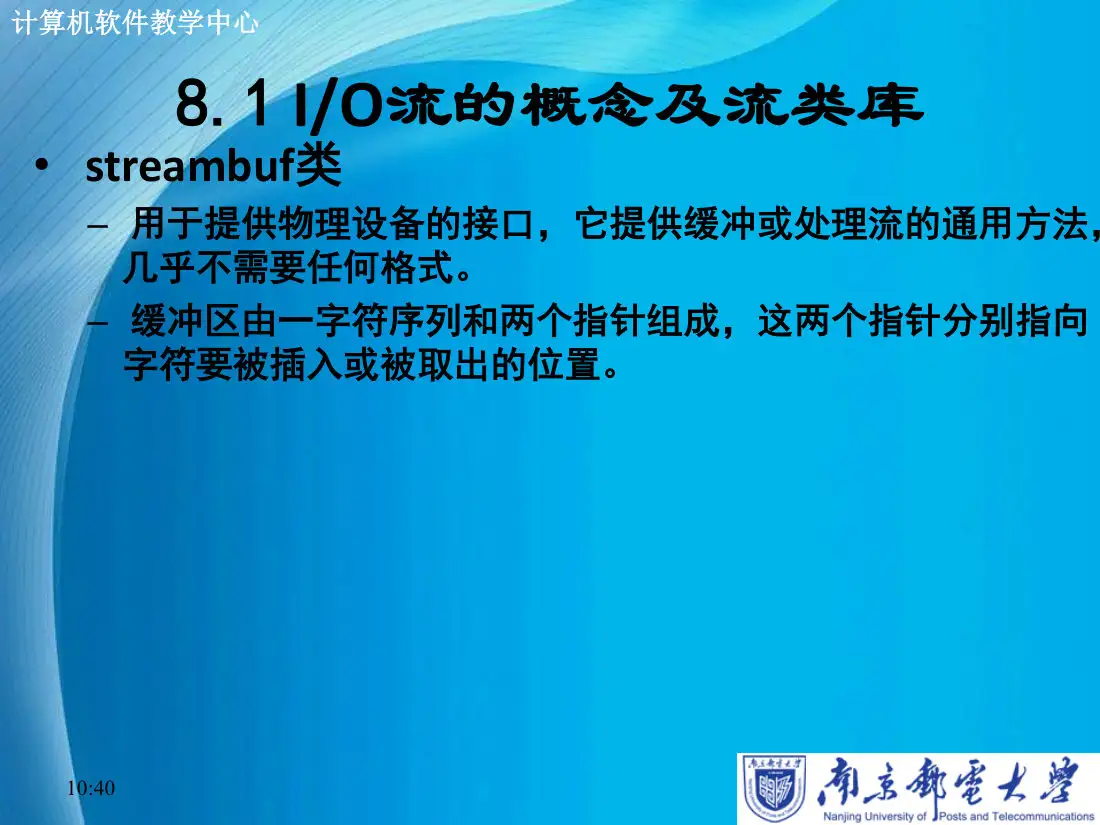 计算机软件教学中心
8.1 I/O流的概念及流类库
• streambuf类
– 用于提供物理设备的接口，它提供缓冲或处理流的通用方法，
几乎不需要任何格式。
– 缓冲区由一字符序列和两个指针组成，这两个指针分别指向
字符要被插入或被取出的位置。
10:40
南京郵電大學
Nanjing University of Posts and Telecommunications